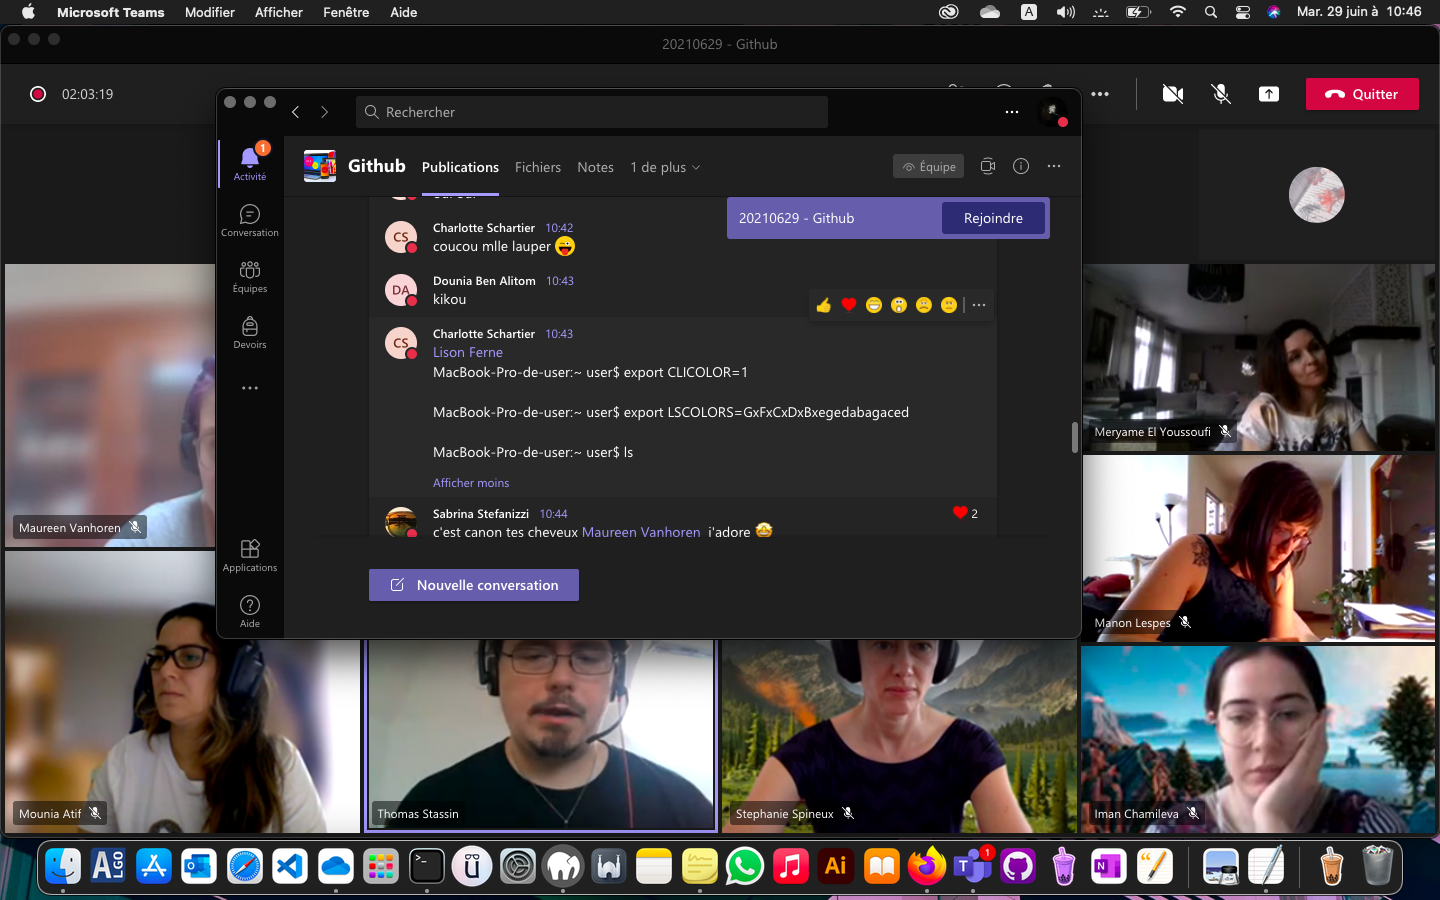 Microsoft Teams Modifier Afficher Fenêtre Aide
A
Mar. 29 juin à 10:46
20210629 - Github
02:03:19
Quitter
Rechercher
1
Activité
Conversation
Équipes
Devoirs
Applications
Aide
Github Publications Fichiers Notes 1 de plus
Équipe
20210629 - Github
Rejoindre
Charlotte Schartier 10:42
coucou mlle lauper
DA
Dounia Ben Alitom 10:43
kikou
CS
CS
Charlotte Schartier 10:43
Lison Ferne
MacBook-Pro-de-user:~ user$ export CLICOLOR=1
MacBook-Pro-de-user:~ user$ export LSCOLORS=GxFxCxDxBxegedabagaced
MacBook-Pro-de-user:~ user$ ls
Afficher moins
Sabrina Stefanizzi 10:44
2
c'est canon tes cheveux Maureen Vanhoren j'adore
Nouvelle conversation
Maureen Vanhoren
Meryame El Youssoufi
Manon Lespes
Mounia Atif
Thomas Stassin
Stephanie Spineux
Iman Chamileva
ALGO
>_
ü
Ai
T
1
N